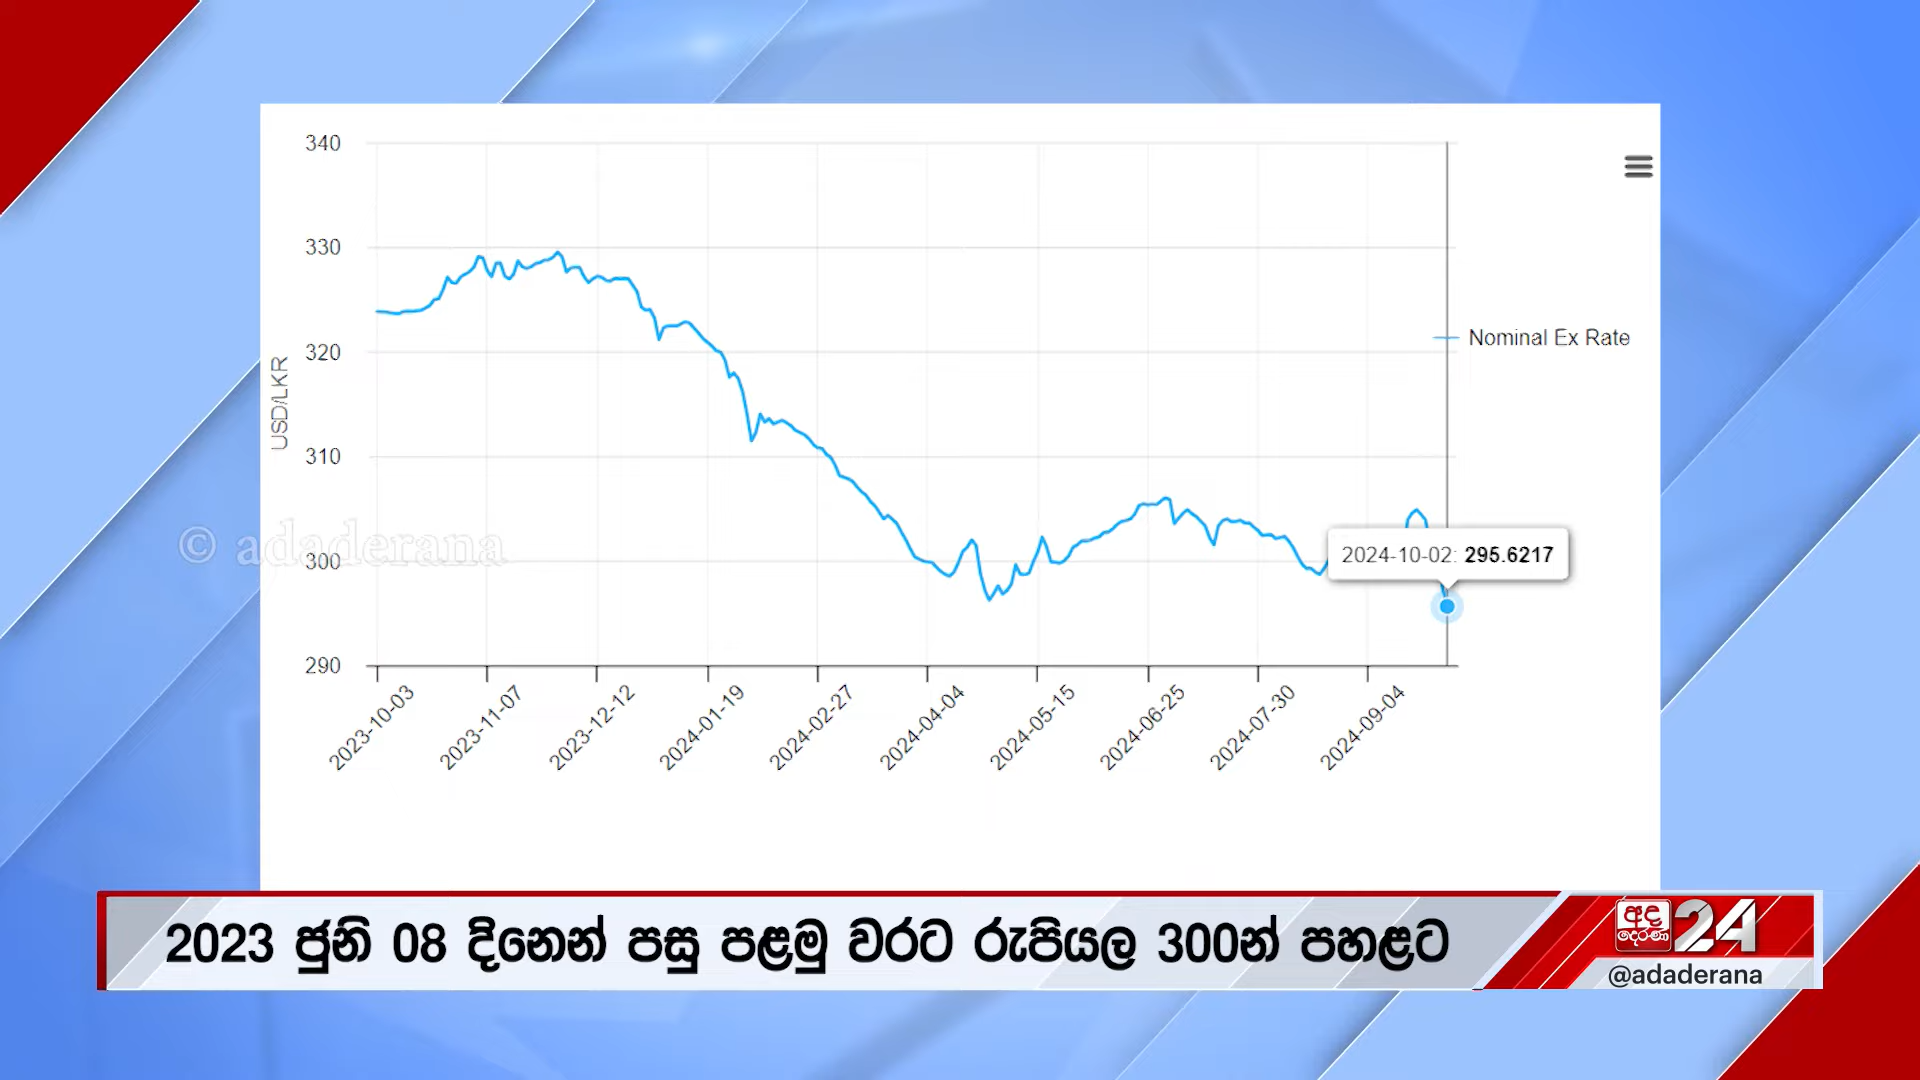 340
330
320
310
300
290
USD/LKR
Nominal Ex Rate
2024-10-02: 295.6217
© adaderana
2023-10-03
2023-11-07
2023-12-12
2024-01-19
2024-02-27
2024-04-04
2024-05-15
2024-06-25
2024-07-30
2024-09-04
2023 ජුනි 08 දිනෙන් පසු පළමු වරට රුපියල 300න් පහළට
අද දෙරණ 24
@adaderana